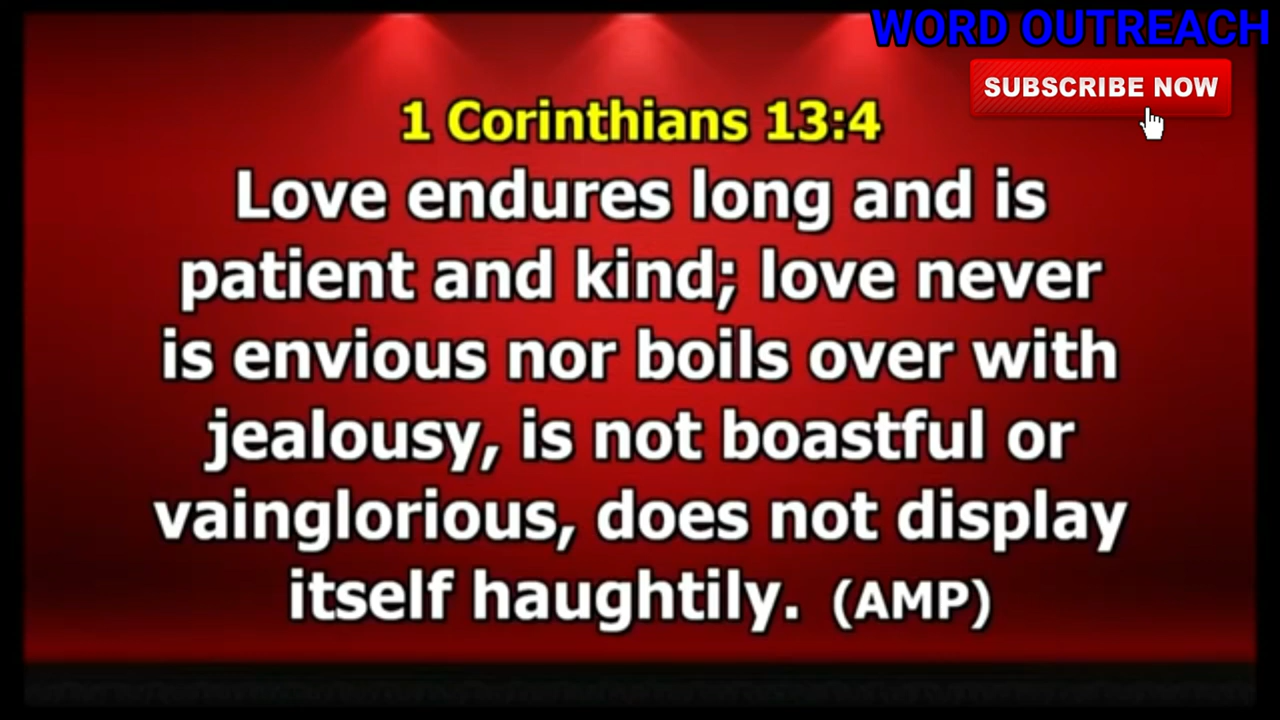 WORD OUTREACH
SUBSCRIBE NOW
1 Corinthians 13:4
Love endures long and is
patient and kind; love never
is envious nor boils over with
jealousy, is not boastful or
vainglorious, does not display
itself haughtily. (AMP)